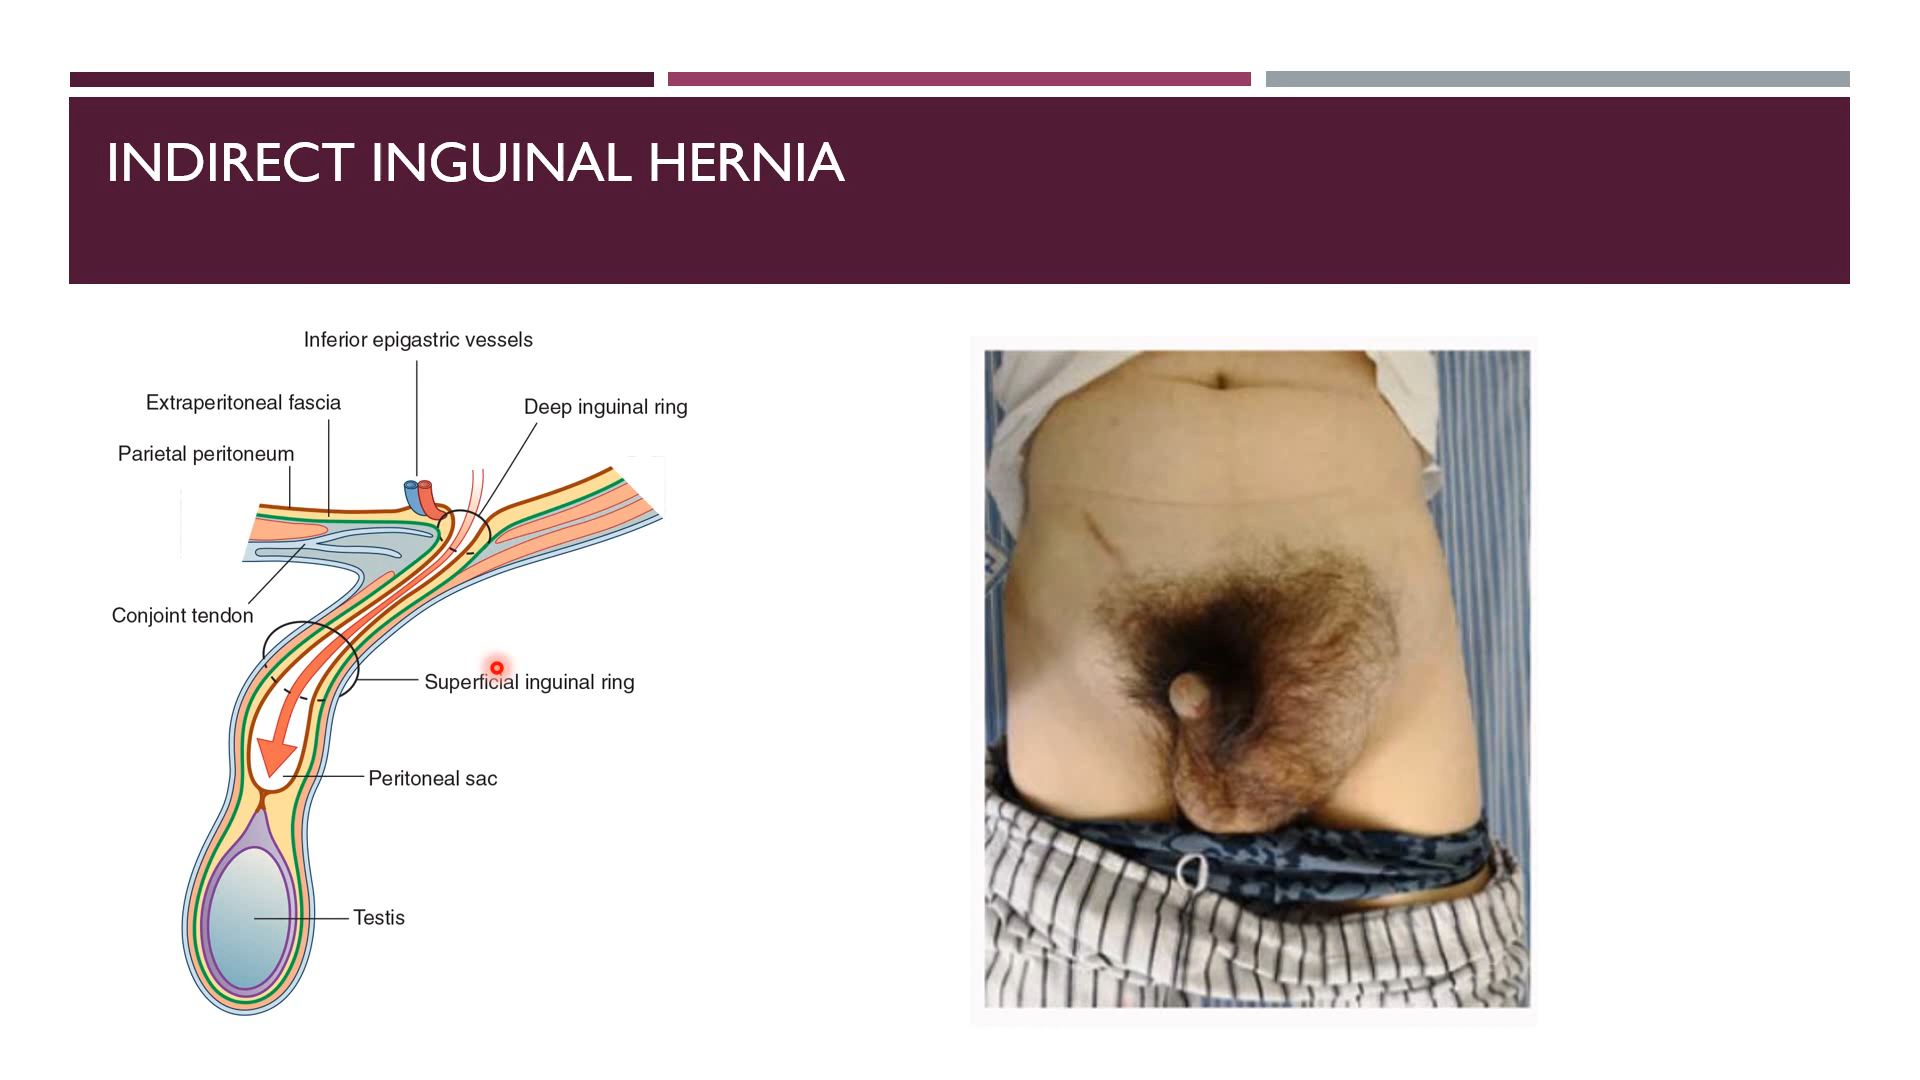 INDIRECT INGUINAL HERNIA
Inferior epigastric vessels
Extraperitoneal fascia
Deep inguinal ring
Parietal peritoneum
Conjoint tendon
Superficial inguinal ring
Peritoneal sac
Testis